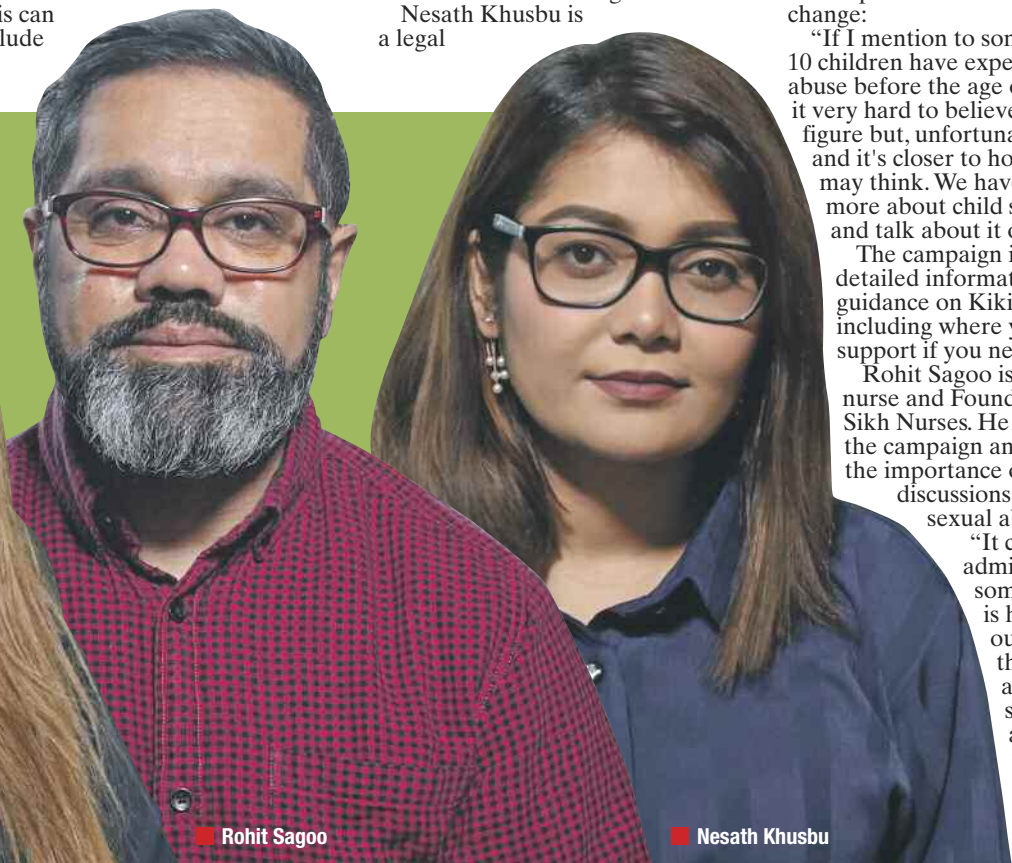 is can
lude
Nesath Khusbu is
a legal
change:
“If I mention to som
10 children have expe
abuse before the age o
it very hard to believe
figure but, unfortuna
and it's closer to ho
may think. We have
more about child s
and talk about it o
The campaign i
detailed informat
guidance on Kiki
including where y
support if you ne
Rohit Sagoo is
nurse and Found
Sikh Nurses. He
the campaign an
the importance o
discussions
sexual a
“It c
admi
som
is h
ou
th
a
s
a
Rohit Sagoo
Nesath Khusbu